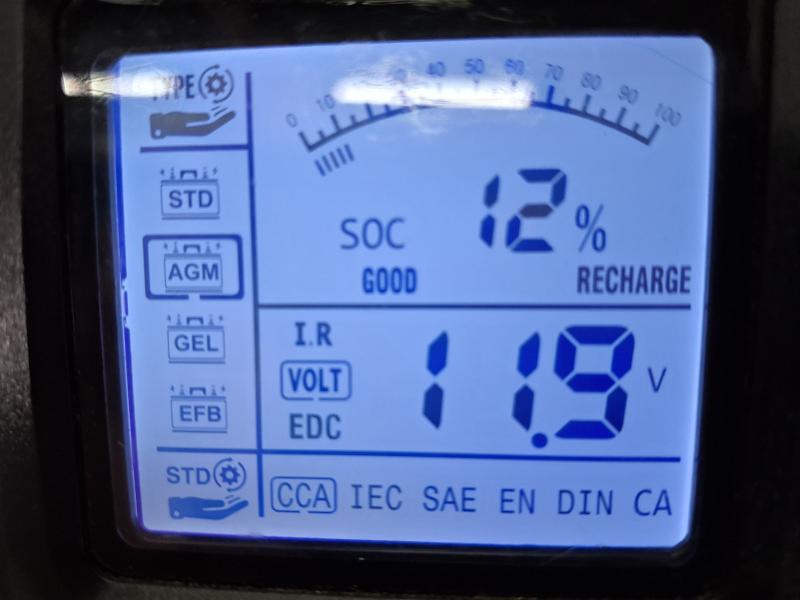 TYPE
0 10 30 40 50 60 70 80 90 100
STD
AGM
GEL
EFB
STD
SOC 12 %
GOOD RECHARGE
I.R
VOLT 11.9 V
EDC
CCA IEC SAE EN DIN CA